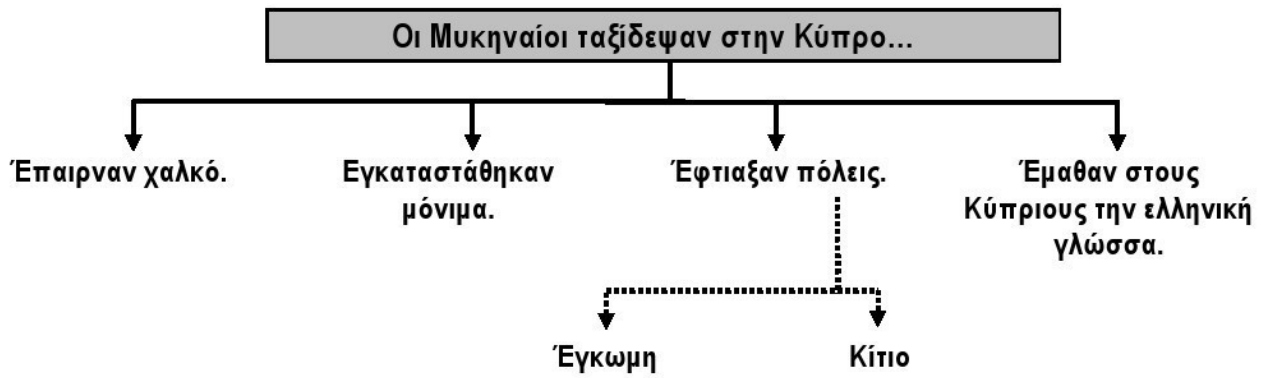 Οι Μυκηναίοι ταξίδεψαν στην Κύπρο...
Έπαιρναν χαλκό.
Εγκαταστάθηκαν
μόνιμα.
Έφτιαξαν πόλεις.
Έμαθαν στους
Κύπριους την ελληνική
γλώσσα.
Έγκωμη
Κίτιο